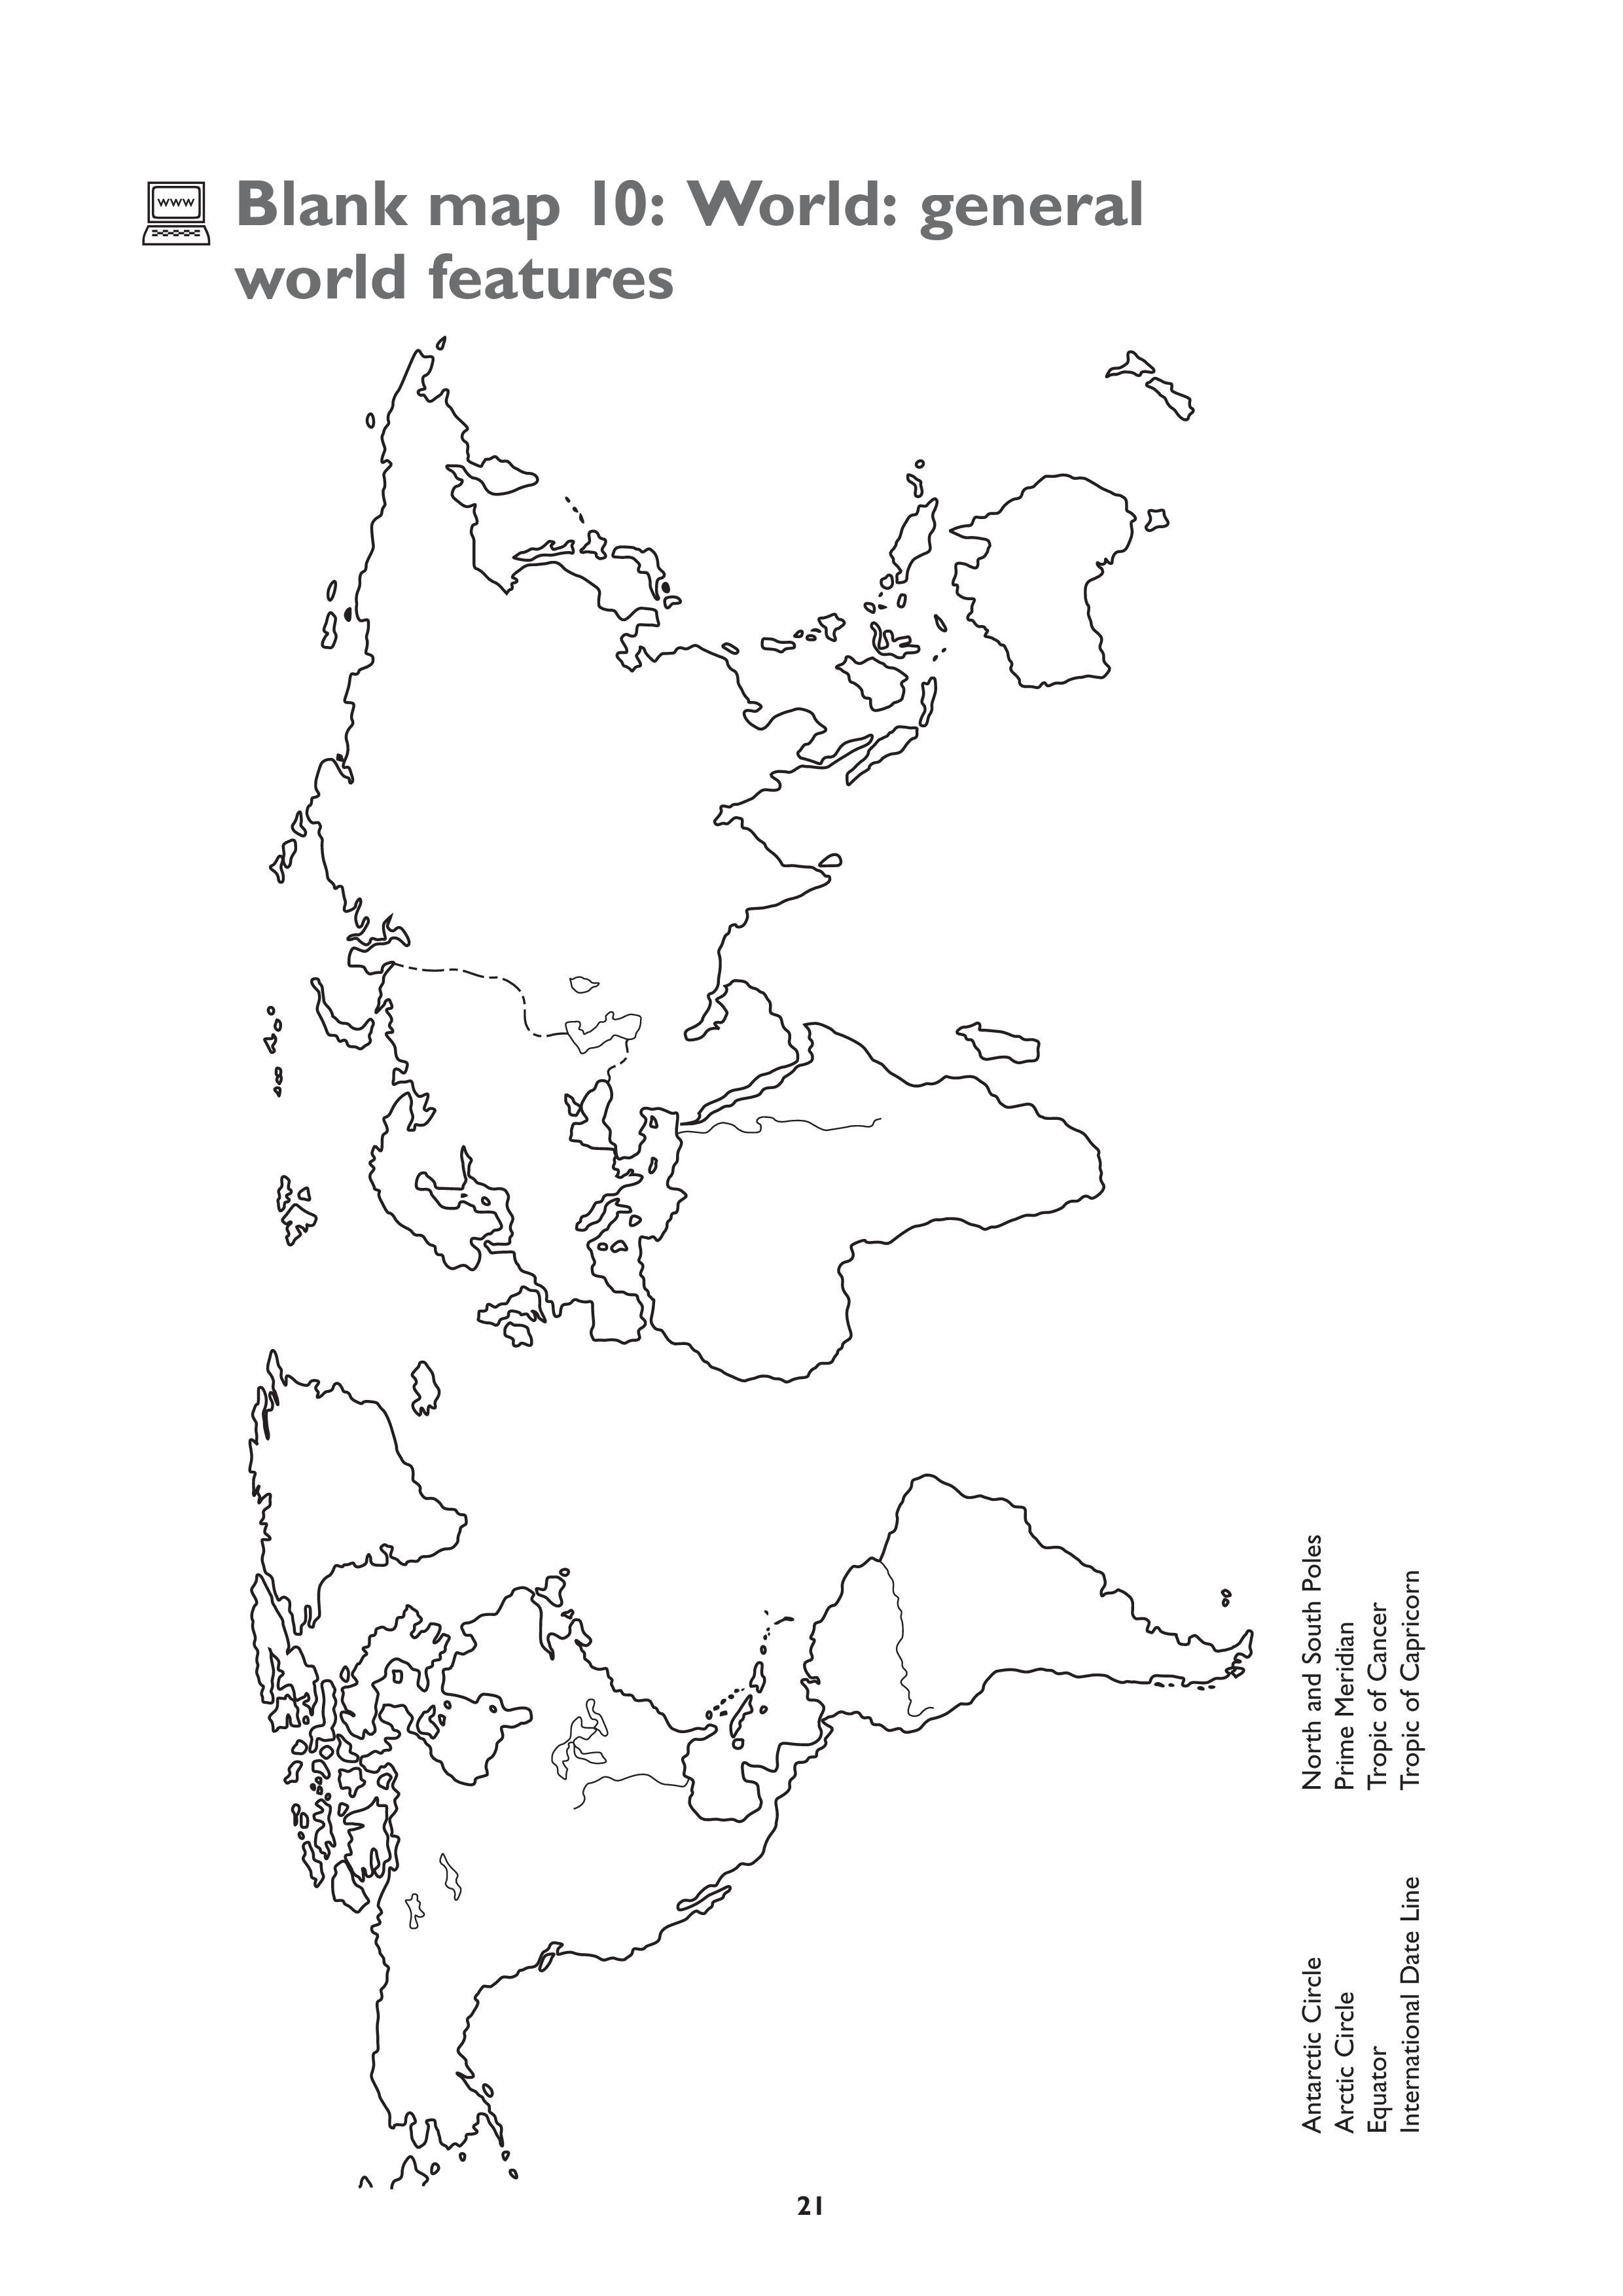 www
Blank map 10: World: general
world features
Antarctic Circle
Arctic Circle
Equator
International Date Line
North and South Poles
Prime Meridian
Tropic of Cancer
Tropic of Capricorn
21